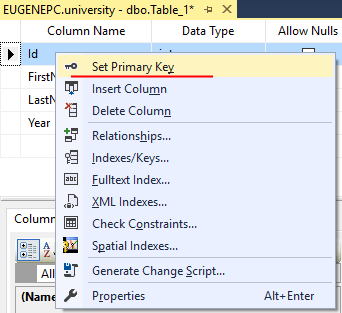 EUGENEPC.university - dbo.Table_1*
Column Name Data Type Allow Nulls
Id
FirstN
LastN
Year
Set Primary Key
Insert Column
Delete Column
Relationships...
Indexes/Keys...
Fulltext Index...
XML Indexes...
Check Constraints...
Spatial Indexes...
Generate Change Script...
Properties Alt+Enter
Column
All
(Name